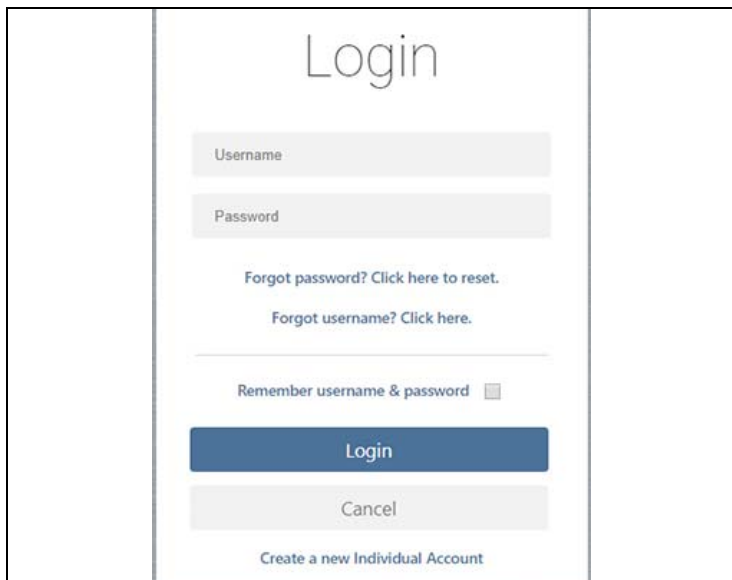 Login
Username
Password
Forgot password? Click here to reset.
Forgot username? Click here.
Remember username & password
Login
Cancel
Create a new Individual Account